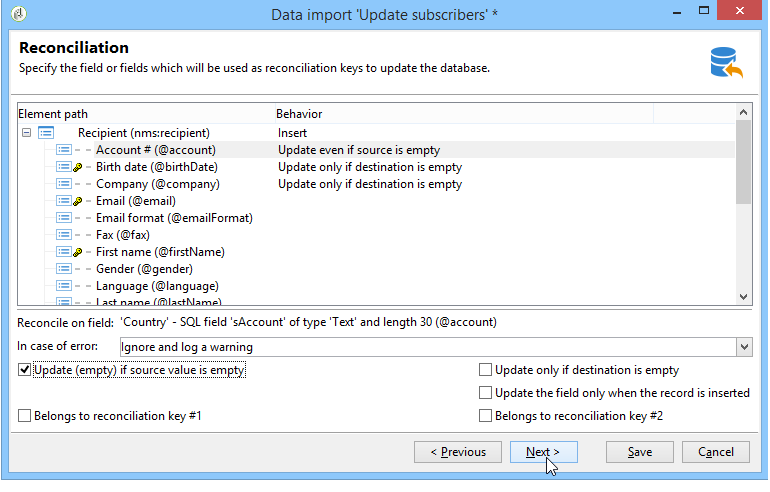 Data import 'Update subscribers' *
Reconciliation
Specify the field or fields which will be used as reconciliation keys to update the database.
Element path Behavior
Recipient (nms:recipient) Insert
Account # (@account) Update even if source is empty
Birth date (@birthDate) Update only if destination is empty
Company (@company) Update only if destination is empty
Email (@email)
Email format (@emailFormat)
Fax (@fax)
First name (@firstName)
Gender (@gender)
Language (@language)
Last name (@lastName)
Reconcile on field: 'Country' - SQL field 'sAccount' of type 'Text' and length 30 (@account)
In case of error: Ignore and log a warning
Update (empty) if source value is empty Update only if destination is empty
Update the field only when the record is inserted
Belongs to reconciliation key #1 Belongs to reconciliation key #2
< Previous Next > Save Cancel